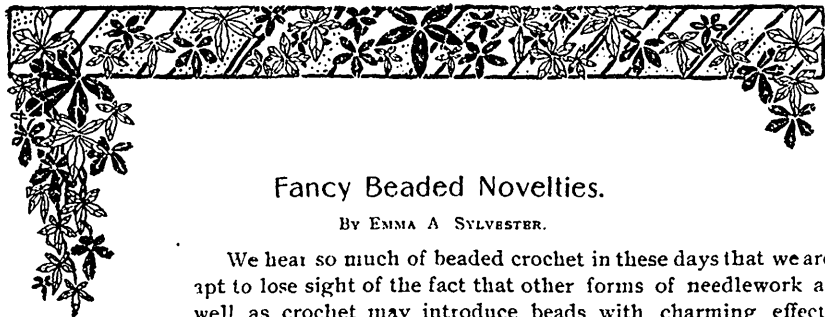 Fancy Beaded Novelties.
By Emma A Sylvester.
We hear so much of beaded crochet in these days that we are
apt to lose sight of the fact that other forms of needlework a
well as crochet may introduce beads with charming effect